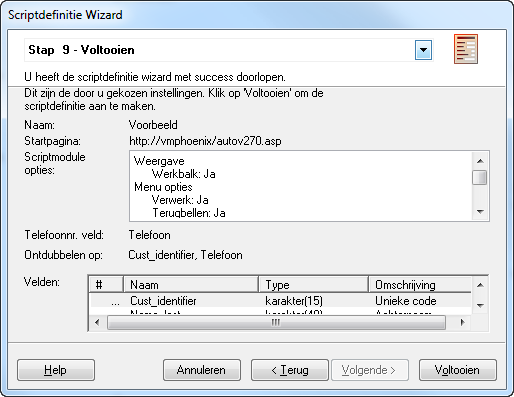 Scriptdefinitie Wizard
Stap 9 - Voltooien
U heeft de scriptdefinitie wizard met success doorlopen.
Dit zijn de door u gekozen instellingen. Klik op 'Voltooien' om de
scriptdefinitie aan te maken.
Naam: Voorbeeld
Startpagina: http://vmphoenix/autov270.asp
Scriptmodule
opties:
Weergave
Werkbalk: Ja
Menu opties
Verwerk: Ja
Terugbellen: Ja
Telefoonnr. veld: Telefoon
Ontdubbelen op: Cust_identifier, Telefoon
Velden:
# Naam Type Omschrijving
... Cust_identifier karakter(15) Unieke code
Help Annuleren < Terug Volgende > Voltooien